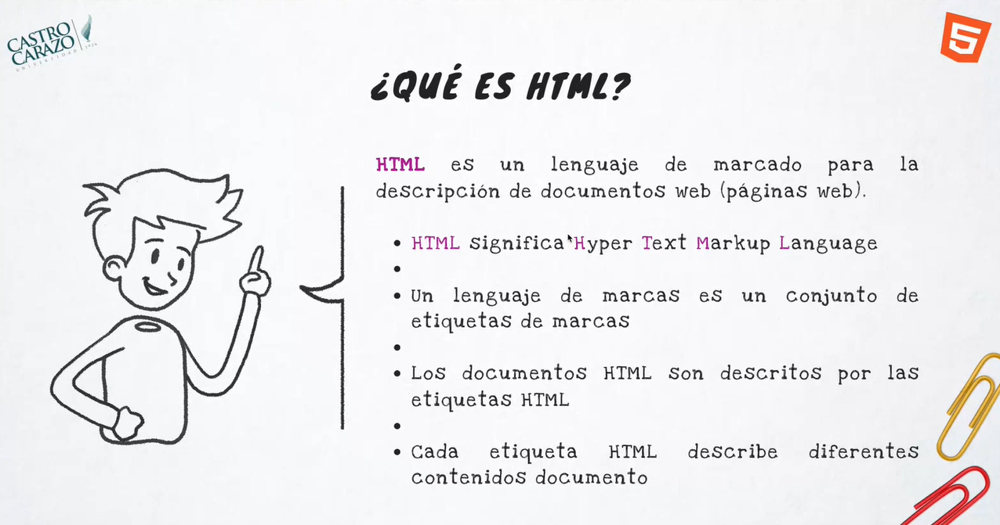 CASTRO
CARAZO
UNIVERSIDAD 1936
5
¿QUÉ ES HTML?
HTML es un lenguaje de marcado para la
descripción de documentos web (páginas web).
• HTML significa Hyper Text Markup Language
•
• Un lenguaje de marcas es un conjunto de
etiquetas de marcas
•
• Los documentos HTML son descritos por las
etiquetas HTML
•
• Cada etiqueta HTML describe diferentes
contenidos documento